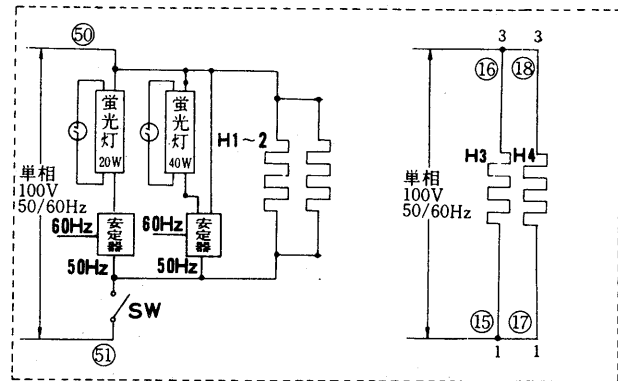 ㊿
単相
100V
50/60Hz
蛍光灯
20W
蛍光灯
40W
60Hz
安定器
50Hz
60Hz
安定器
50Hz
SW
H1～2
51
3
3
⑯
⑱
単相
100V
50/60Hz
H3
H4
⑮
⑰
1
1